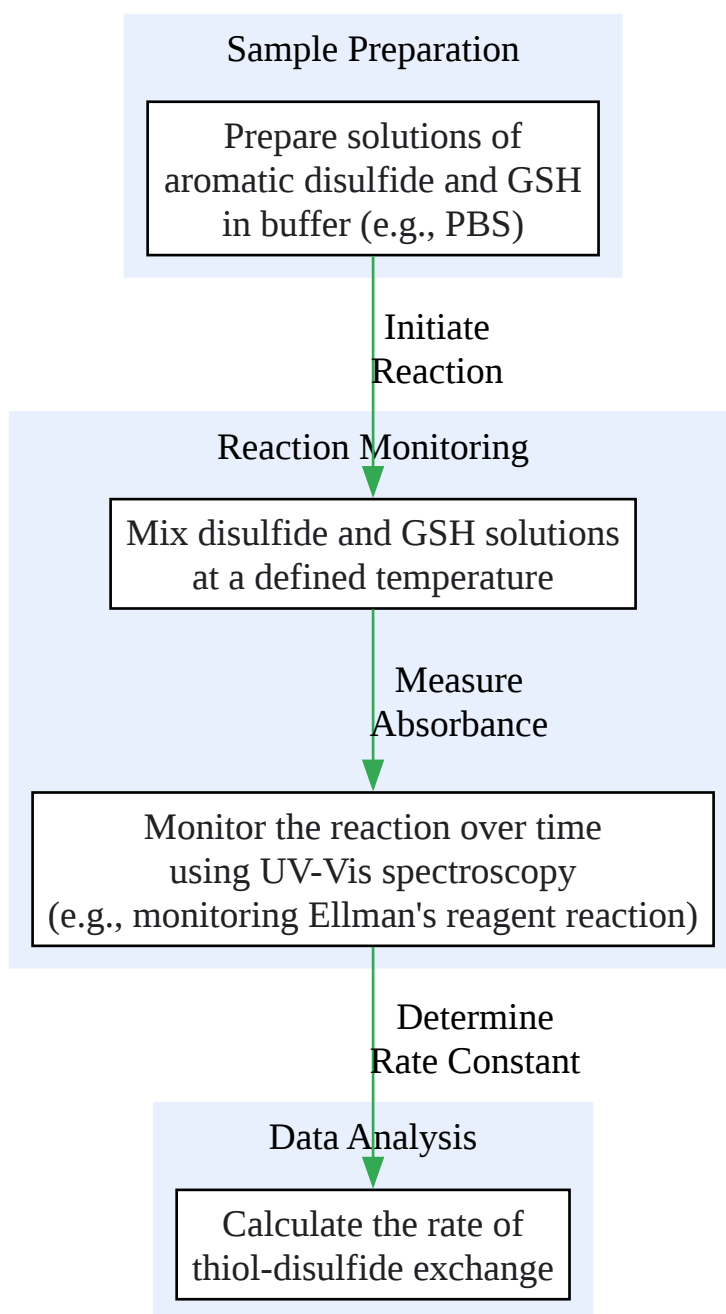 Sample Preparation
Prepare solutions of
aromatic disulfide and GSH
in buffer (e.g., PBS)
Initiate
Reaction
Reaction Monitoring
Mix disulfide and GSH solutions
at a defined temperature
Measure
Absorbance
Monitor the reaction over time
using UV-Vis spectroscopy
(e.g., monitoring Ellman's reagent reaction)
Determine
Rate Constant
Data Analysis
Calculate the rate of
thiol-disulfide exchange